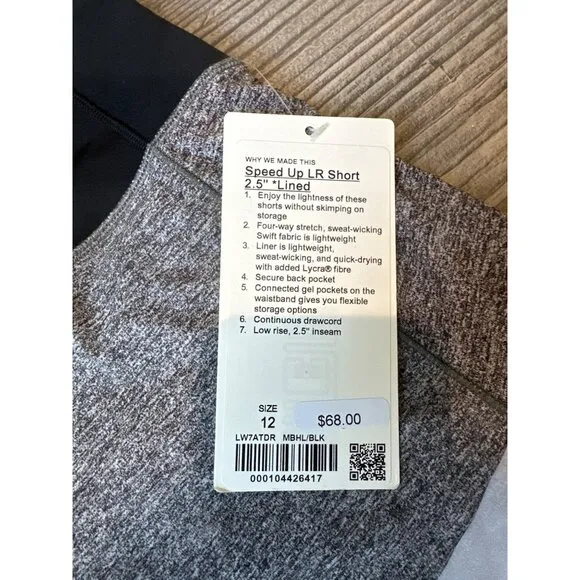 WHY WE MADE THIS
Speed Up LR Short
2.5" *Lined
1. Enjoy the lightness of these
shorts without skimping on
storage
2. Four-way stretch, sweat-wicking
Swift fabric is lightweight
3. Liner is lightweight,
sweat-wicking, and quick-drying
with added Lycra® fibre
4. Secure back pocket
5. Connected gel pockets on the
waistband gives you flexible
storage options
6. Continuous drawcord
7. Low rise, 2.5" inseam
SIZE
12
$68.00
LW7ATDR MBHL/BLK
000104426417